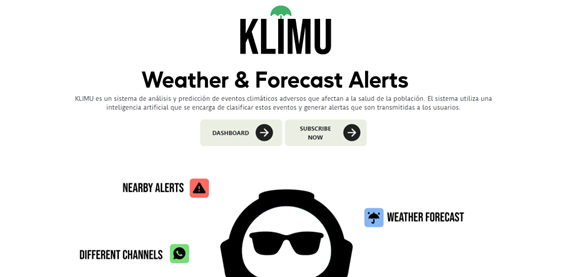 KLIMU
Weather & Forecast Alerts
KLIMU es un sistema de análisis y predicción de eventos climáticos adversos que afectan a la salud de la población. El sistema utiliza una
inteligencia artificial que se encarga de clasificar estos eventos y generar alertas que son transmitidas a los usuarios.
DASHBOARD
SUBSCRIBE
NOW
NEARBY ALERTS
WEATHER FORECAST
DIFFERENT CHANNELS